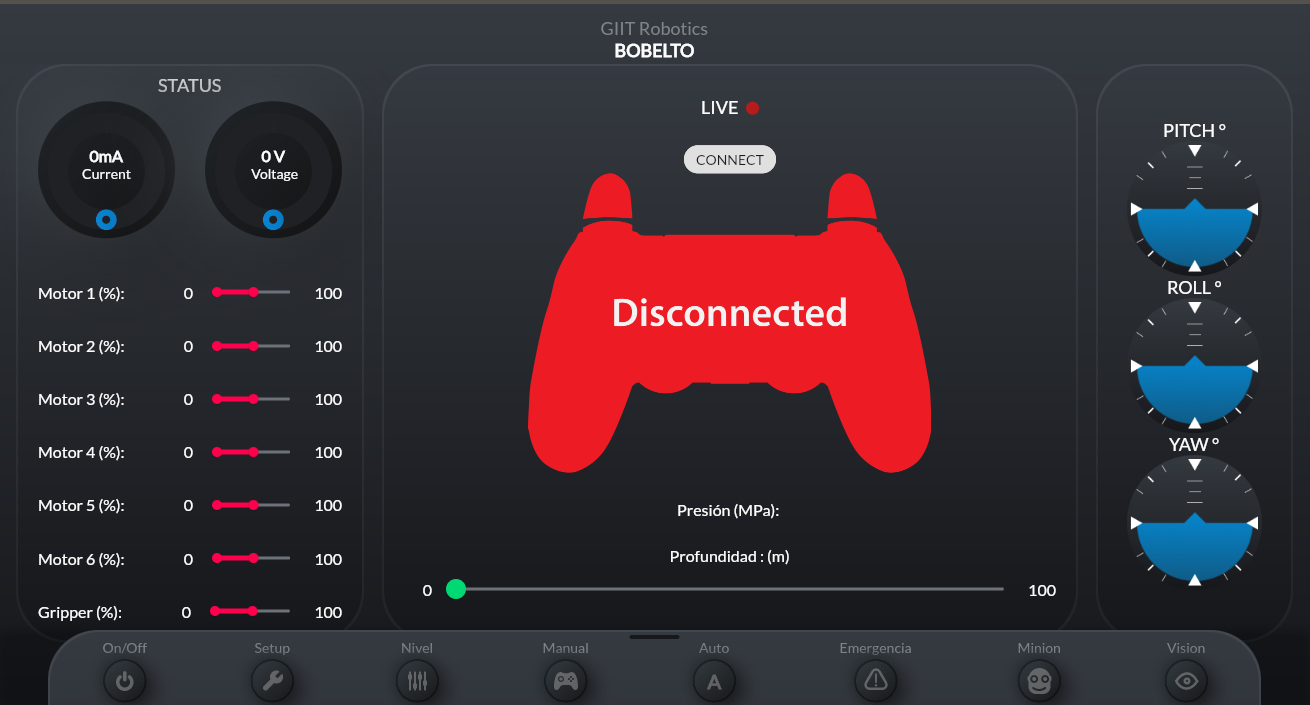 GIIT Robotics
BOBELTO
STATUS
0mA
Current
0 V
Voltage
Motor 1 (%): 0 100
Motor 2 (%): 0 100
Motor 3 (%): 0 100
Motor 4 (%): 0 100
Motor 5 (%): 0 100
Motor 6 (%): 0 100
Gripper (%): 0 100
LIVE
CONNECT
Disconnected
Presión (MPa):
Profundidad : (m)
0 100
PITCH º
ROLL º
YAW º
On/Off Setup Nivel Manual Auto Emergencia Minion Vision
A